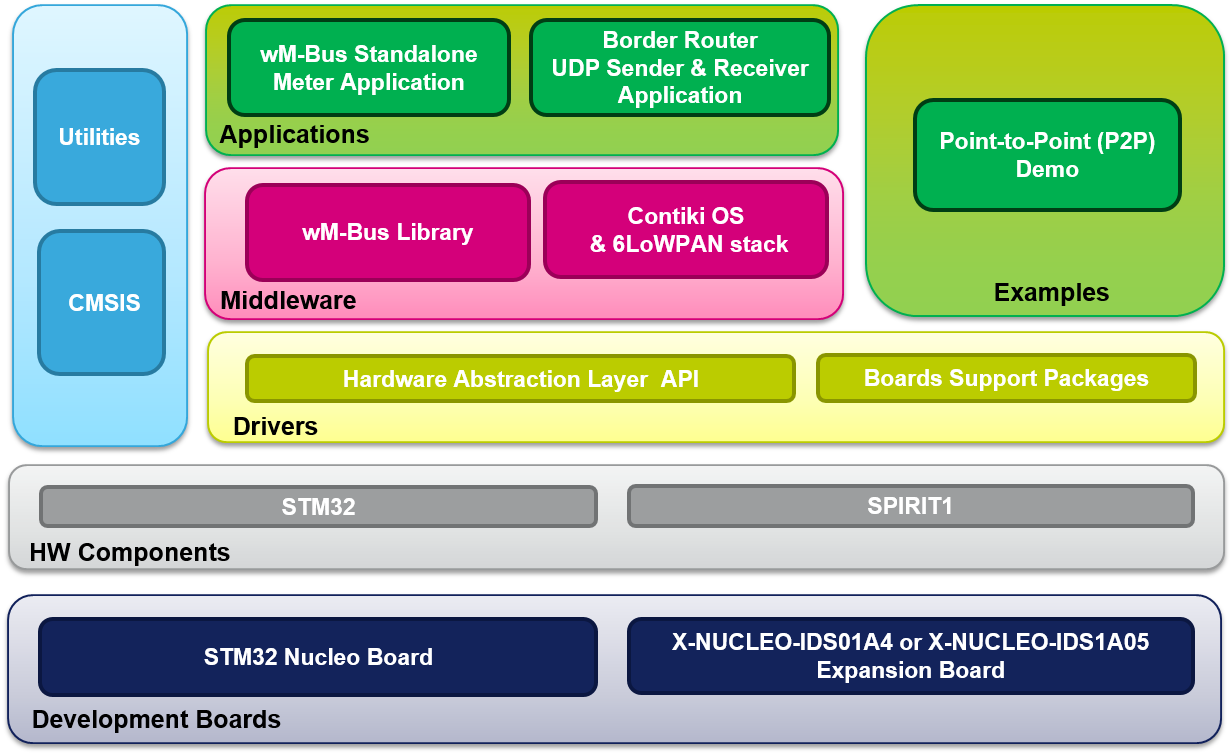 Utilities
CMSIS
wM-Bus Standalone
Meter Application
Border Router
UDP Sender & Receiver
Application
Applications
wM-Bus Library
Contiki OS
& 6LoWPAN stack
Middleware
Point-to-Point (P2P)
Demo
Examples
Hardware Abstraction Layer  API
Boards Support Packages
Drivers
STM32
SPIRIT1
HW Components
STM32 Nucleo Board
X-NUCLEO-IDS01A4 or X-NUCLEO-IDS1A05
Expansion Board
Development Boards